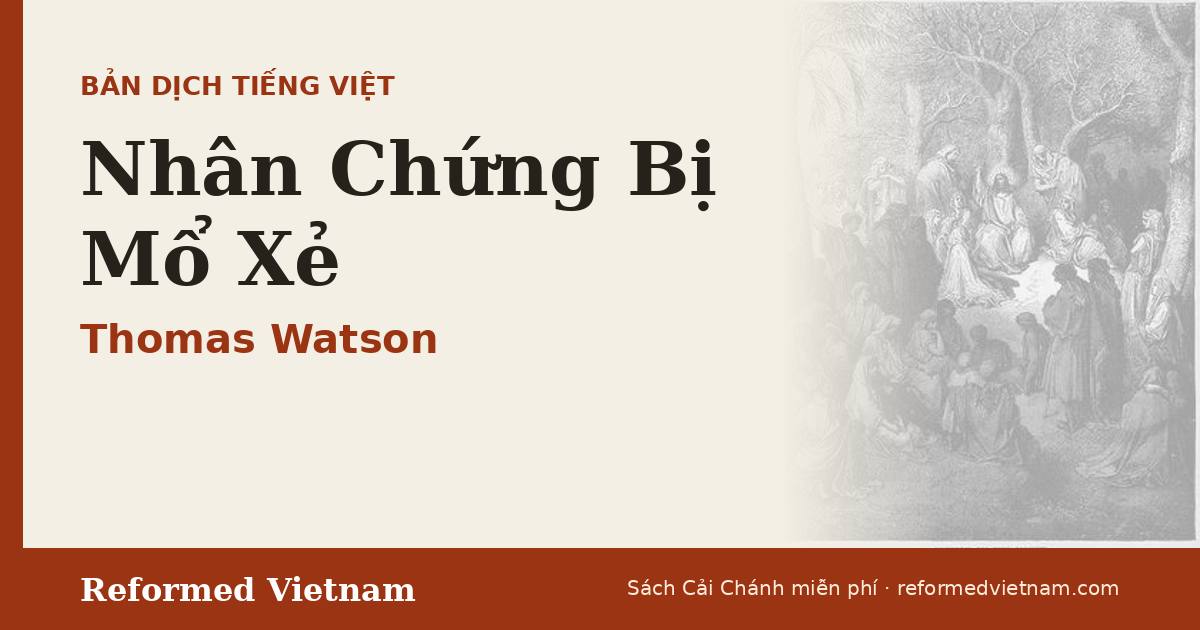 BẢN DỊCH TIẾNG VIỆT
Nhân Chứng Bị
Mổ Xẻ
Thomas Watson
Reformed Vietnam
Sách Cải Chánh miễn phí · reformedvietnam.com